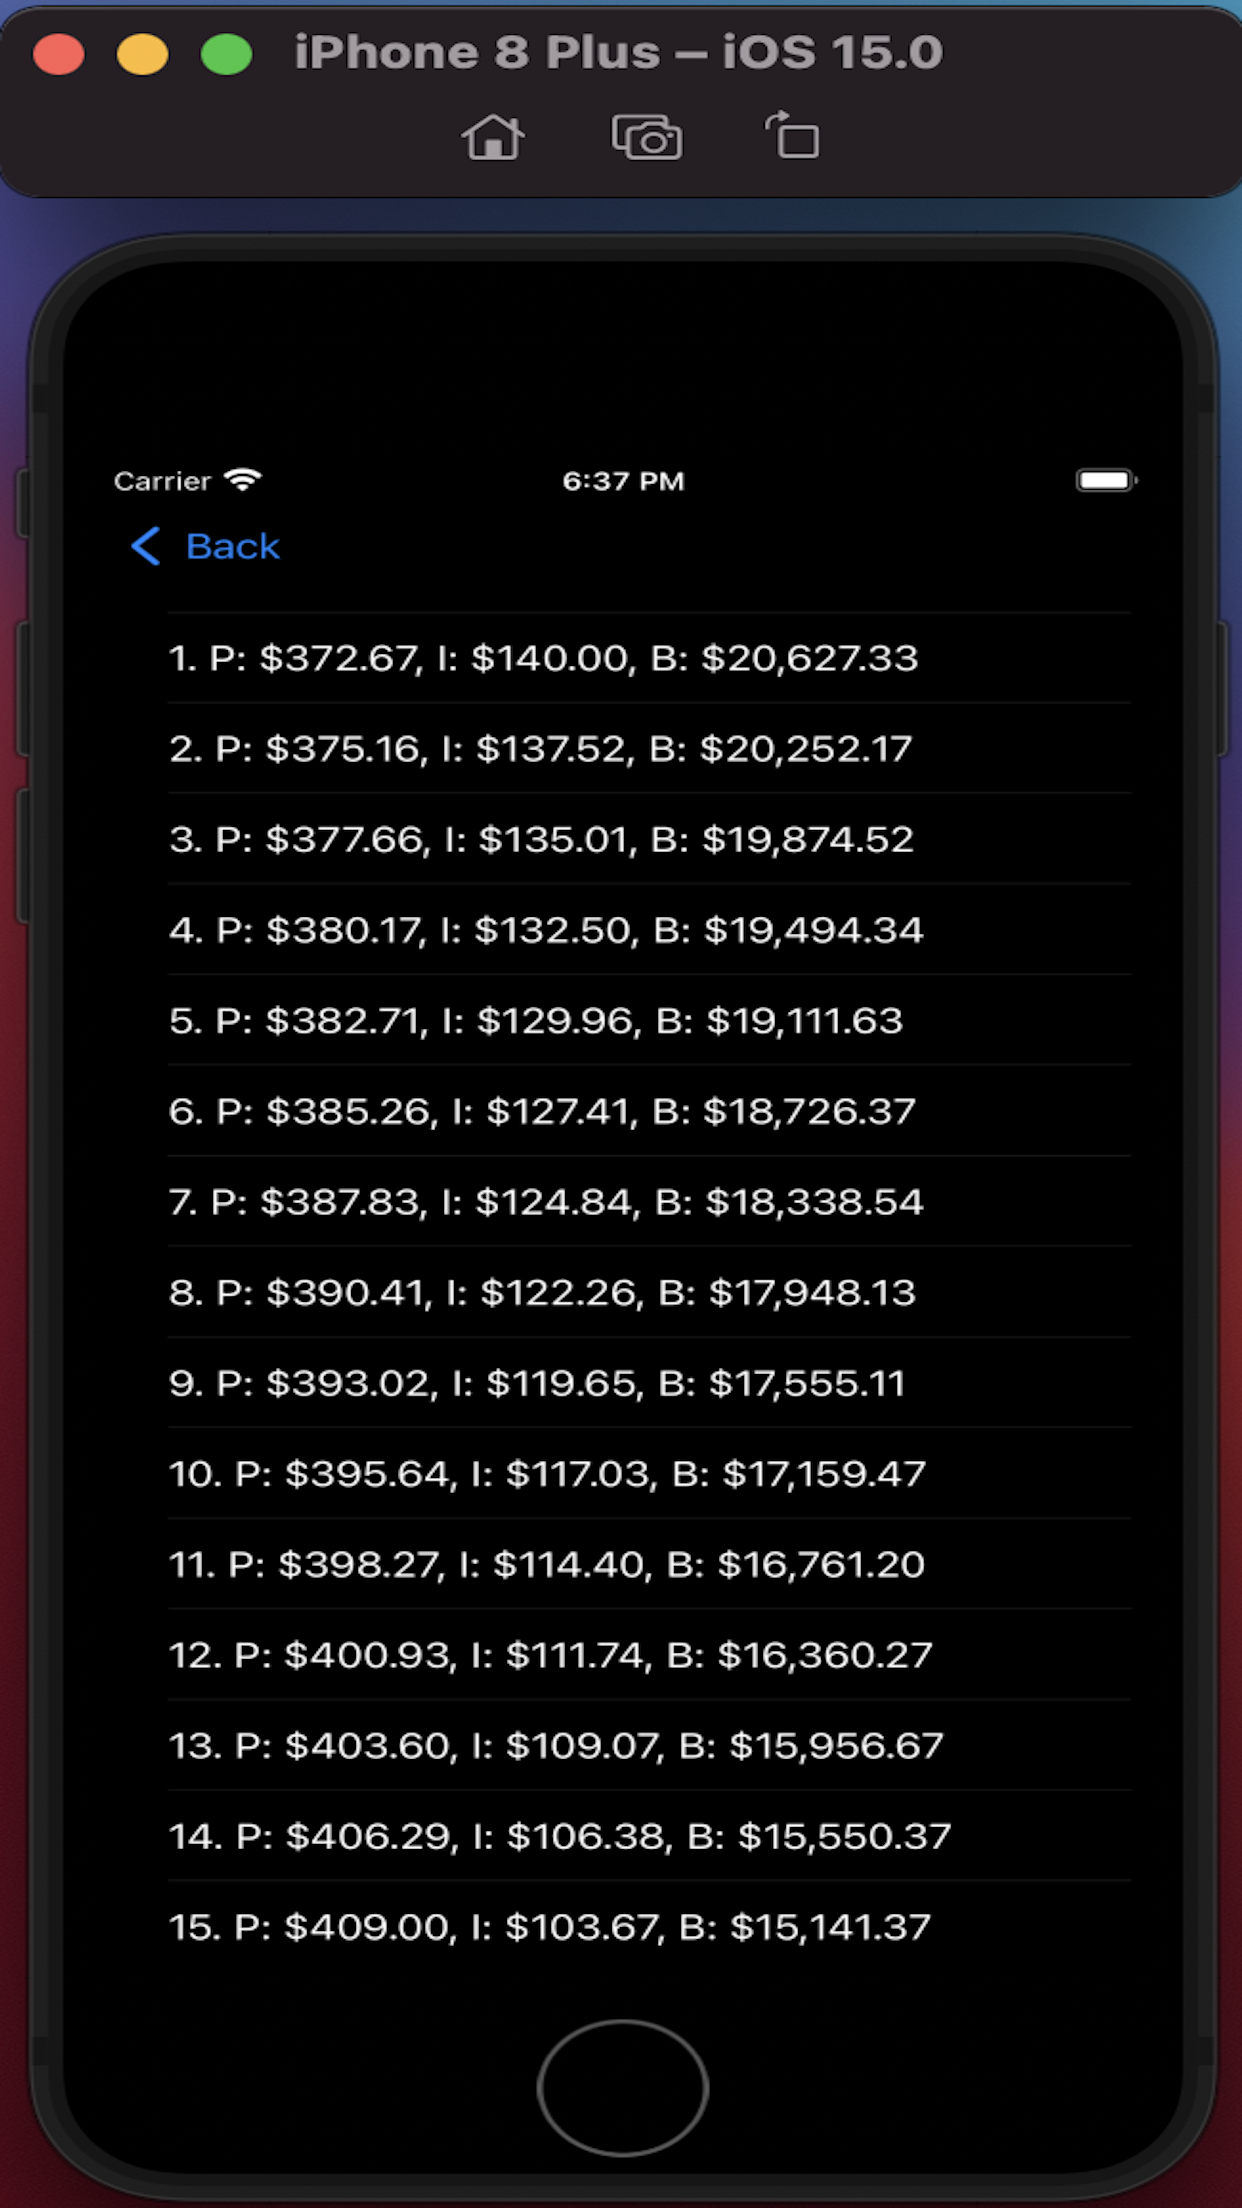 iPhone 8 Plus – iOS 15.0
Carrier 6:37 PM
Back
1. P: $372.67, I: $140.00, B: $20,627.33
2. P: $375.16, I: $137.52, B: $20,252.17
3. P: $377.66, I: $135.01, B: $19,874.52
4. P: $380.17, I: $132.50, B: $19,494.34
5. P: $382.71, I: $129.96, B: $19,111.63
6. P: $385.26, I: $127.41, B: $18,726.37
7. P: $387.83, I: $124.84, B: $18,338.54
8. P: $390.41, I: $122.26, B: $17,948.13
9. P: $393.02, I: $119.65, B: $17,555.11
10. P: $395.64, I: $117.03, B: $17,159.47
11. P: $398.27, I: $114.40, B: $16,761.20
12. P: $400.93, I: $111.74, B: $16,360.27
13. P: $403.60, I: $109.07, B: $15,956.67
14. P: $406.29, I: $106.38, B: $15,550.37
15. P: $409.00, I: $103.67, B: $15,141.37